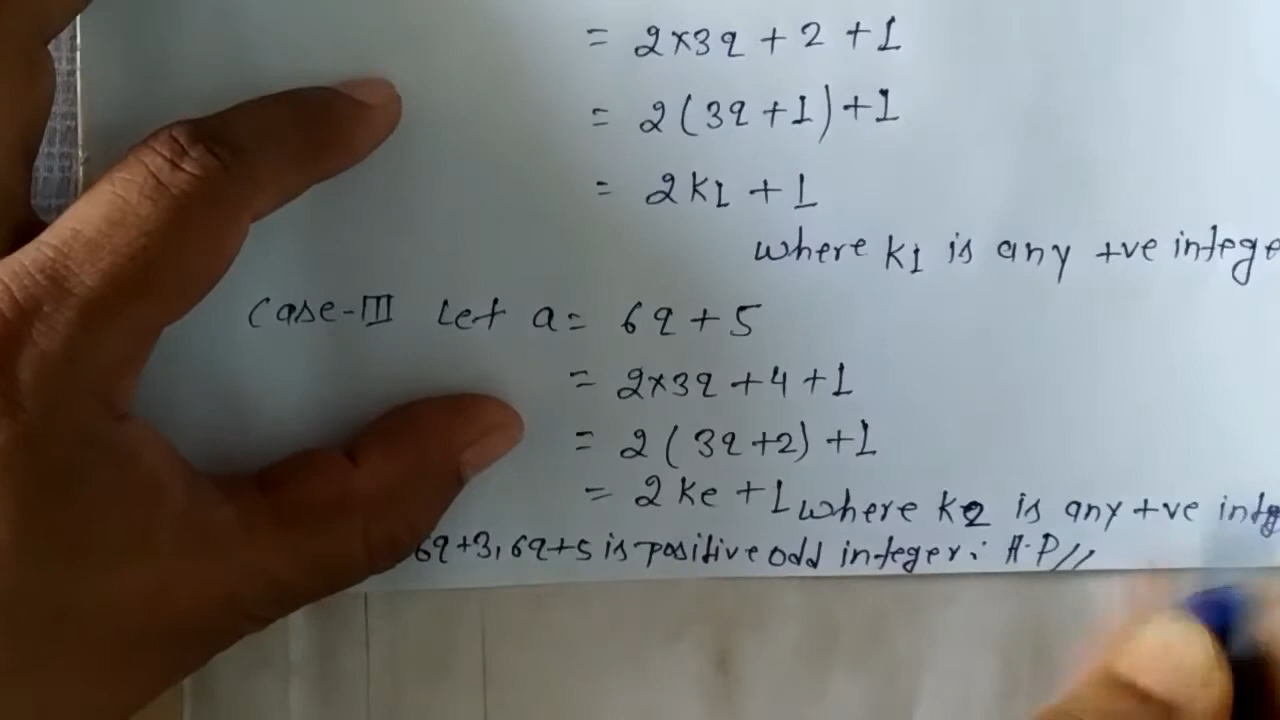 = 2×3q + 2 + 1
= 2(3q+1)+1
= 2k1 + 1
where k1 is any +ve intege
Case-III Let a = 6q + 5
= 2×3q + 4 + 1
= 2(3q+2)+1
= 2ke + 1 where k2 is any +ve integ
6q+3, 6q+5 is positive odd integer. H.P//